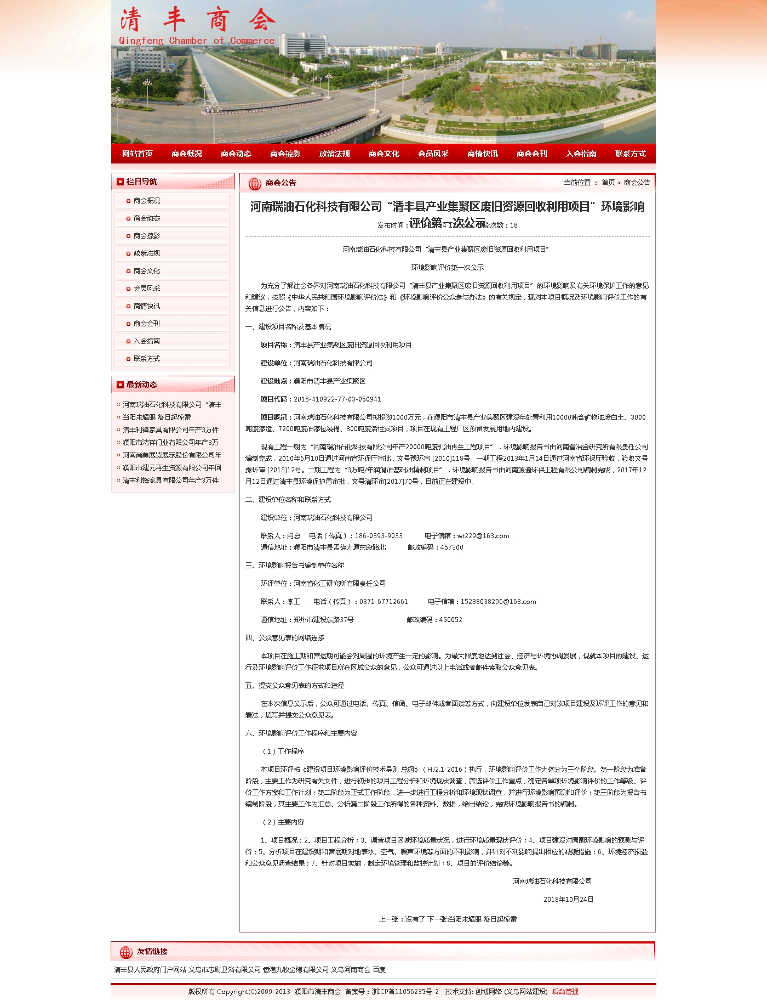 清丰商会
Qingfeng Chamber of Commerce
网站首页 商会概况 商会动态 商会掠影 政策法规 商会文化 会员风采 商情快讯 商会会刊 入会指南 联系方式
栏目导航
商会概况
商会动态
商会掠影
政策法规
商会文化
会员风采
商情快讯
商会会刊
入会指南
联系方式
最新动态
河南瑞油石化科技有限公司“清丰
当阳未耀眼 落日起惊雷
清丰利锋家具有限公司年产3万件
濮阳市鸿祥门业有限公司年产3万
河南尚美展览展示股份有限公司年
濮阳市建元再生资源有限公司年回
清丰利锋家具有限公司年产3万件
商会公告
当前位置 ： 首页 > 商会公告
河南瑞油石化科技有限公司“清丰县产业集聚区废旧资源回收利用项目”环境影响
评价第一次公示
发布时间： 浏览次数：18
河南瑞油石化科技有限公司“清丰县产业集聚区废旧资源回收利用项目”
环境影响评价第一次公示
为充分了解社会各界对河南瑞油石化科技有限公司“清丰县产业集聚区废旧资源回收利用项目”的环境影响及有关环境保护工作的意见
和建议，按照《中华人民共和国环境影响评价法》和《环境影响评价公众参与办法》的有关规定，现对本项目概况及环境影响评价工作的有
关信息进行公告，内容如下：
一、建设项目名称及基本情况
项目名称：清丰县产业集聚区废旧资源回收利用项目
建设单位：河南瑞油石化科技有限公司
建设地点：濮阳市清丰县产业集聚区
项目代码：2018-410922-77-03-050941
项目概况：河南瑞油石化科技有限公司拟投资1000万元，在濮阳市清丰县产业集聚区建设年处置利用10000吨含矿物油废白土、3000
吨废漆渣、7200吨废油漆包装桶、800吨废活性炭项目，项目在现有工程厂区预留发展用地内建设。
现有工程一期为“河南瑞油石化科技有限公司年产20000吨废机油再生工程项目”，环境影响报告书由河南省冶金研究所有限责任公司
编制完成，2010年6月10日通过河南省环保厅审批，文号豫环审 [2010]118号。一期工程2013年1月14日通过河南省环保厅验收，验收文号
豫环审 [2013]12号。二期工程为“3万吨/年润滑油基础油精制项目”，环境影响报告书由河南源通环保工程有限公司编制完成，2017年12
月12日通过清丰县环境保护局审批，文号清环审[2017]70号，目前正在建设中。
二、建设单位名称和联系方式
建设单位：河南瑞油石化科技有限公司
联系人：肖总 电话（传真）：186-0393-9033 电子信箱：wt229@163.com
通信地址：濮阳市清丰县孟德大道东段路北 邮政编码：457300
三、环境影响报告书编制单位名称
环评单位：河南省化工研究所有限责任公司
联系人：李工 电话（传真）：0371-67712661 电子信箱：15238038296@163.com
通信地址：郑州市建设东路37号 邮政编码：450052
四、公众意见表的网络连接
本项目在施工期和营运期可能会对周围的环境产生一定的影响。为最大限度地达到社会、经济与环境协调发展，现就本项目的建设、运
行及环境影响评价工作征求项目所在区域公众的意见，公众可通过以上电话或者邮件索取公众意见表。
五、提交公众意见表的方式和途径
在本次信息公示后，公众可通过电话、传真、信函、电子邮件或者面谈等方式，向建设单位发表自己对该项目建设及环评工作的意见和
看法，填写并提交公众意见表。
六、环境影响评价工作程序和主要内容
（1）工作程序
本项目环评按《建设项目环境影响评价技术导则 总纲》（HJ2.1-2016）执行，环境影响评价工作大体分为三个阶段。第一阶段为准备
阶段，主要工作为研究有关文件，进行初步的项目工程分析和环境现状调查，筛选评价工作重点，确定各单项环境影响评价的工作等级、评
价工作方案和工作计划；第二阶段为正式工作阶段，进一步进行工程分析和环境现状调查，并进行环境影响预测和评价；第三阶段为报告书
编制阶段，其主要工作为汇总、分析第二阶段工作所得的各种资料、数据，给出结论，完成环境影响报告书的编制。
（2）主要内容
1、项目概况；2、项目工程分析；3、调查项目区域环境质量状况，进行环境质量现状评价；4、项目建设对周围环境影响的预测与评
价；5、分析项目在建设期和营运期对地表水、空气、噪声环境等方面的不利影响，并针对不利影响提出相应的减缓措施；6、环境经济损益
和公众意见调查结果；7、针对项目实施，制定环境管理和监控计划；8、项目的评价结论等。
河南瑞油石化科技有限公司
2018年10月24日
上一张：没有了 下一张:当阳未耀眼 落日起惊雷
友情链接
清丰县人民政府门户网站 义乌市忠财卫浴有限公司 香港九牧金陶有限公司 义乌河南商会 百度
版权所有 Copyright(C)2009-2013 濮阳市清丰商会 备案号：浙ICP备11056235号-2 技术支持: 创博网络 (义乌网站建设) 后台管理